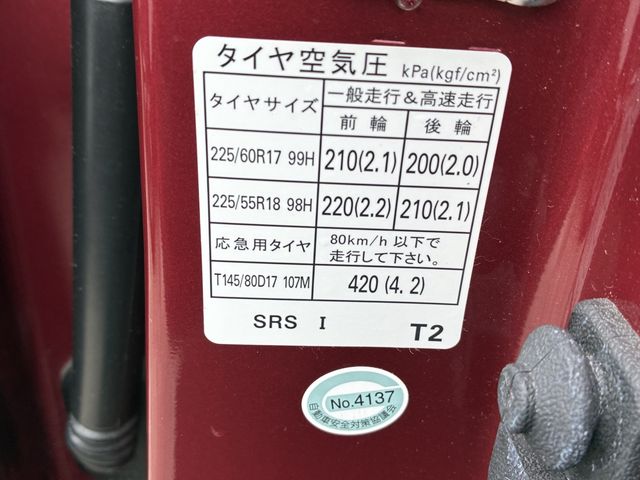 タイヤ空気圧 kPa(kgf/cm²)
タイヤサイズ 一般走行&高速走行
前輪 後輪
225/60R17 99H 210(2.1) 200(2.0)
225/55R18 98H 220(2.2) 210(2.1)
応急用タイヤ 80km/h 以下で
走行して下さい。
T145/80D17 107M 420 (4.2)
SRS I T2
No.4137
自動車安全対策協議会